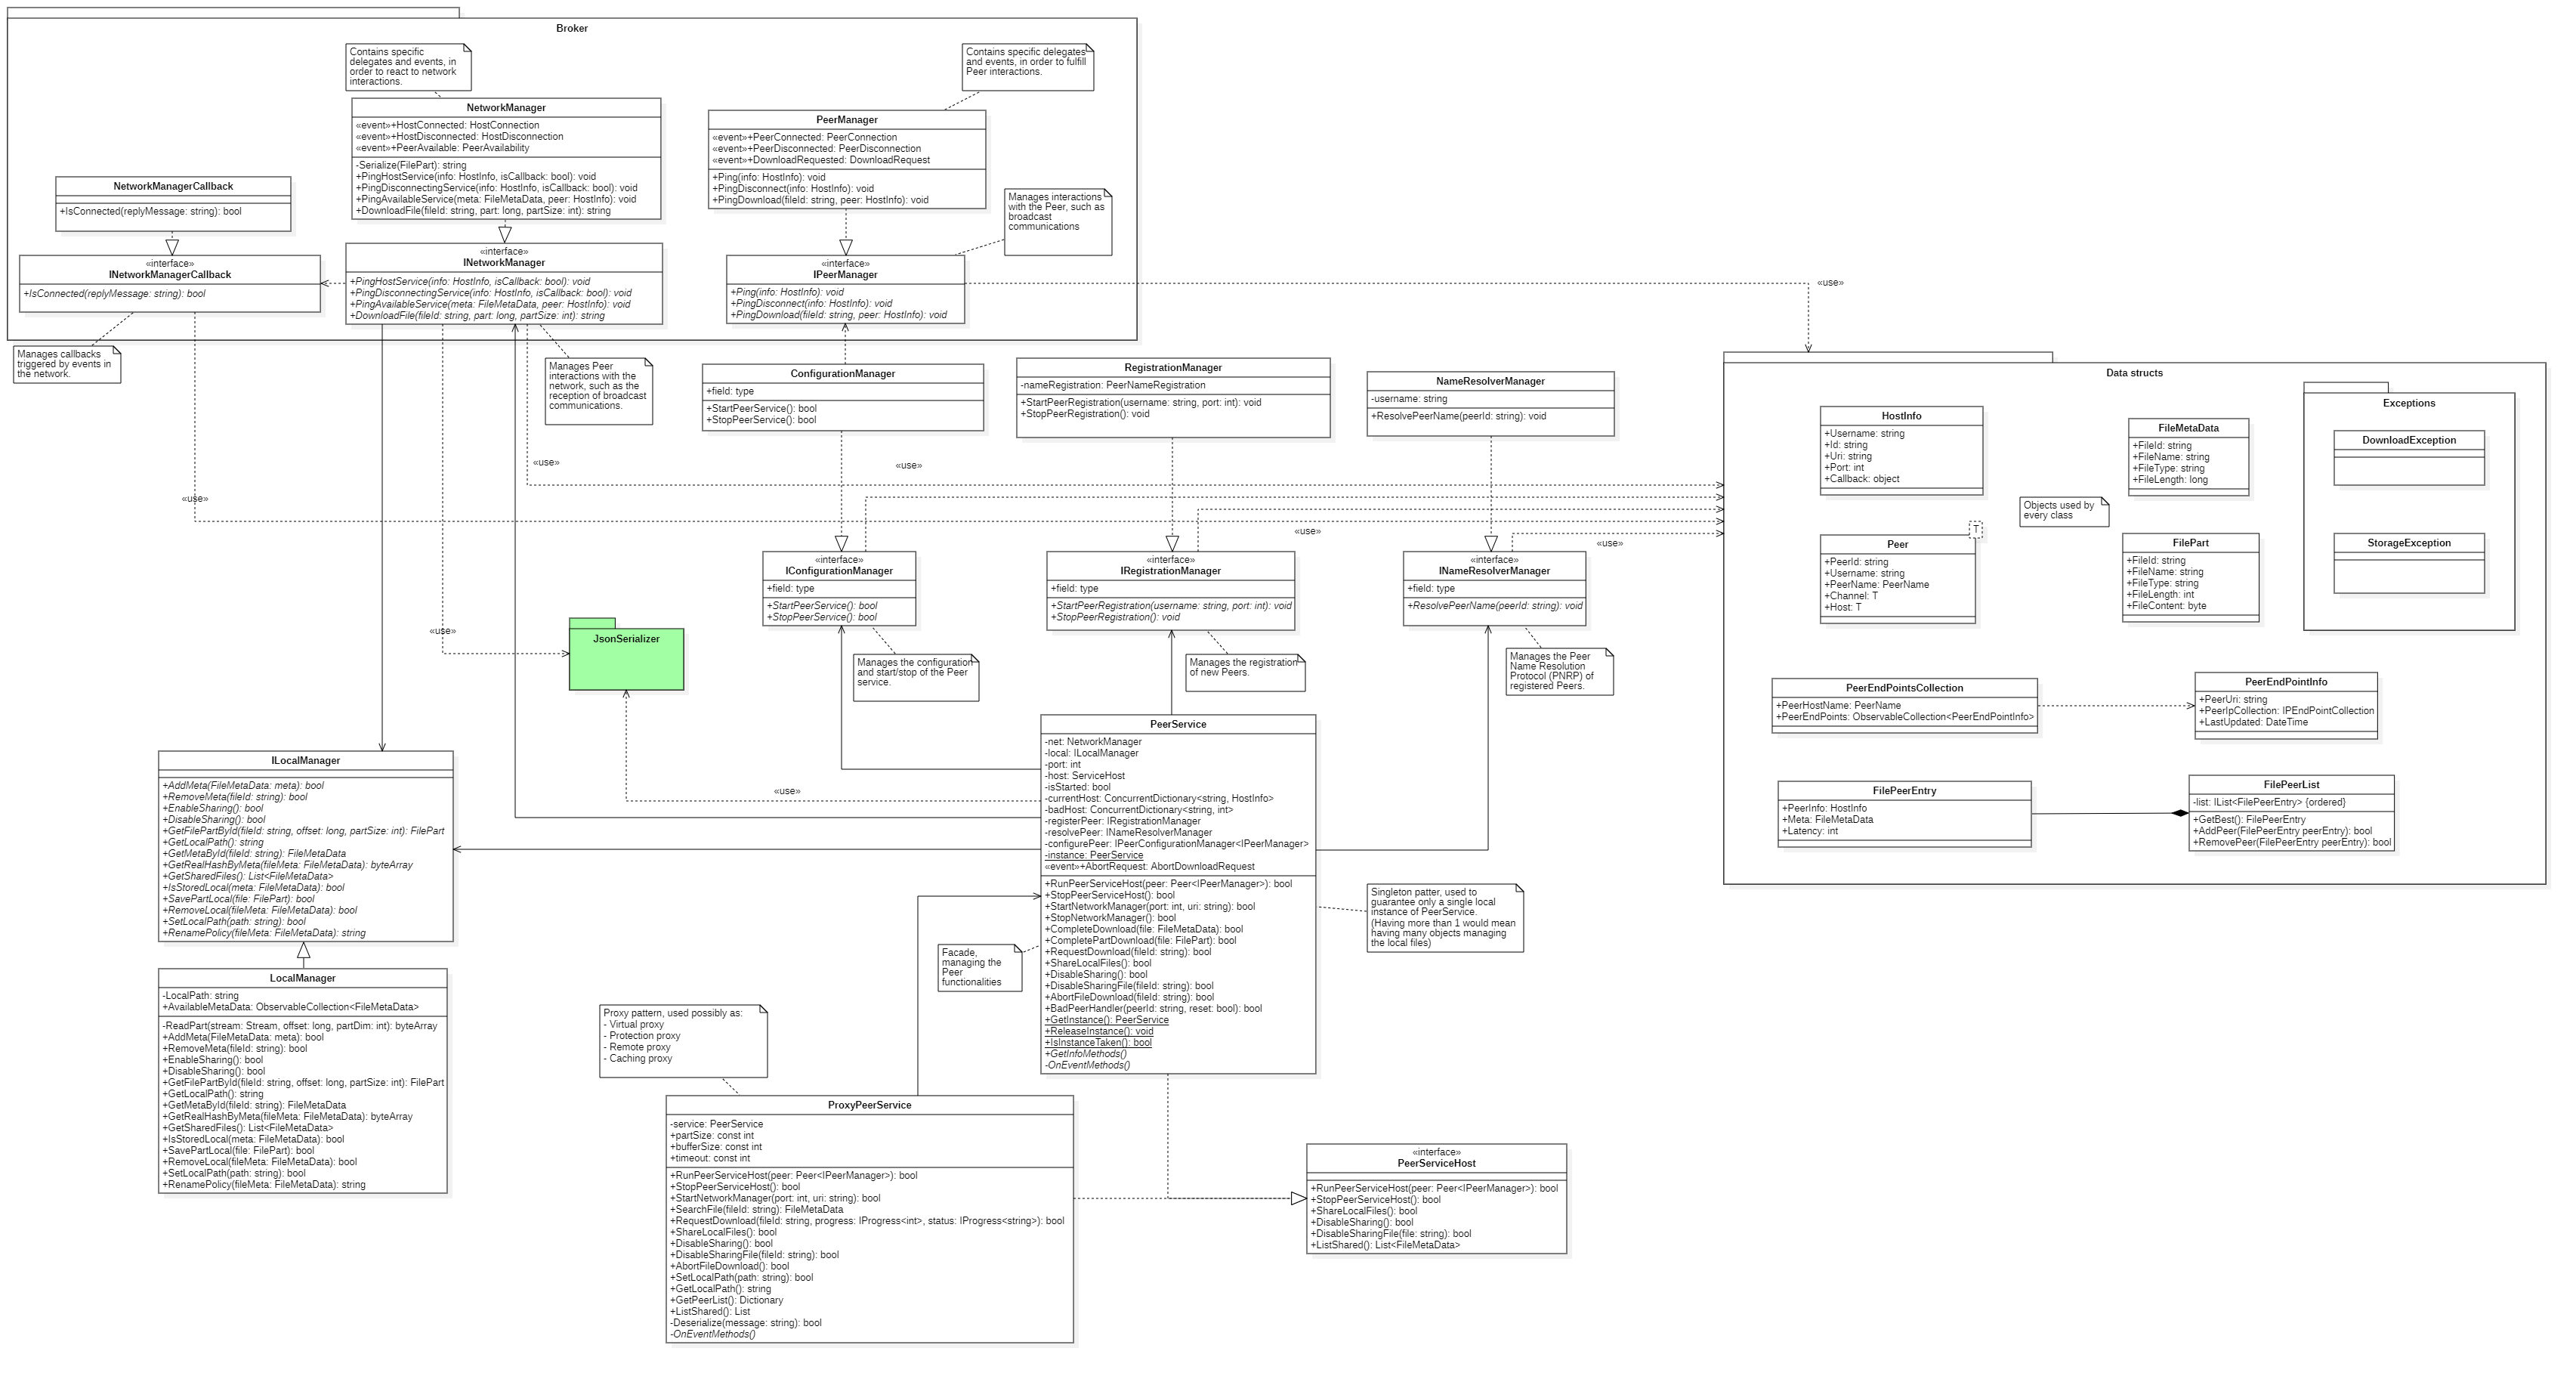 Broker
Contains specific
delegates and events, in
order to react to network
interactions.
Contains specific delegates
and events, in order to fulfill
Peer interactions.
NetworkManager
«event»+HostConnected: HostConnection
«event»+HostDisconnected: HostDisconnection
«event»+PeerAvailable: PeerAvailability
-Serialize(FilePart): string
+PingHostService(info: HostInfo, isCallback: bool): void
+PingDisconnectingService(info: HostInfo, isCallback: bool): void
+PingAvailableService(meta: FileMetaData, peer: HostInfo): void
+DownloadFile(fileId: string, part: long, partSize: int): string
PeerManager
«event»+PeerConnected: PeerConnection
«event»+PeerDisconnected: PeerDisconnection
«event»+DownloadRequested: DownloadRequest
+Ping(info: HostInfo): void
+PingDisconnect(info: HostInfo): void
+PingDownload(fileId: string, peer: HostInfo): void
NetworkManagerCallback
+IsConnected(replyMessage: string): bool
Manages interactions
with the Peer, such as
broadcast
communications
«interface»
INetworkManagerCallback
+IsConnected(replyMessage: string): bool
«interface»
INetworkManager
+PingHostService(info: HostInfo, isCallback: bool): void
+PingDisconnectingService(info: HostInfo, isCallback: bool): void
+PingAvailableService(meta: FileMetaData, peer: HostInfo): void
+DownloadFile(fileId: string, part: long, partSize: int): string
«interface»
IPeerManager
+Ping(info: HostInfo): void
+PingDisconnect(info: HostInfo): void
+PingDownload(fileId: string, peer: HostInfo): void
«use»
Manages callbacks
triggered by events in
the network.
Manages Peer
interactions with the
network, such as the
reception of broadcast
communications.
ConfigurationManager
+field: type
+StartPeerService(): bool
+StopPeerService(): bool
RegistrationManager
-nameRegistration: PeerNameRegistration
+StartPeerRegistration(username: string, port: int): void
+StopPeerRegistration(): void
NameResolverManager
-username: string
+ResolvePeerName(peerId: string): void
Data structs
HostInfo
+Username: string
+Id: string
+Uri: string
+Port: int
+Callback: object
FileMetaData
+FileId: string
+FileName: string
+FileType: string
+FileLength: long
Exceptions
DownloadException
StorageException
Objects used by
every class
T
Peer
+PeerId: string
+Username: string
+PeerName: PeerName
+Channel: T
+Host: T
FilePart
+FileId: string
+FileName: string
+FileType: string
+FileLength: int
+FileContent: byte
«use»
«use»
«use»
«use»
«use»
«interface»
IConfigurationManager
+field: type
+StartPeerService(): bool
+StopPeerService(): bool
«interface»
IRegistrationManager
+field: type
+StartPeerRegistration(username: string, port: int): void
+StopPeerRegistration(): void
«interface»
INameResolverManager
+field: type
+ResolvePeerName(peerId: string): void
«use»
JsonSerializer
Manages the configuration
and start/stop of the Peer
service.
Manages the registration
of new Peers.
Manages the Peer
Name Resolution
Protocol (PNRP) of
registered Peers.
PeerEndPointsCollection
+PeerHostName: PeerName
+PeerEndPoints: ObservableCollection<PeerEndPointInfo>
PeerEndPointInfo
+PeerUri: string
+PeerIpCollection: IPEndPointCollection
+LastUpdated: DateTime
FilePeerEntry
+PeerInfo: HostInfo
+Meta: FileMetaData
+Latency: int
FilePeerList
-list: IList<FilePeerEntry> {ordered}
+GetBest(): FilePeerEntry
+AddPeer(FilePeerEntry peerEntry): bool
+RemovePeer(FilePeerEntry peerEntry): bool
ILocalManager
+AddMeta(FileMetaData: meta): bool
+RemoveMeta(fileId: string): bool
+EnableSharing(): bool
+DisableSharing(): bool
+GetFilePartById(fileId: string, offset: long, partSize: int): FilePart
+GetLocalPath(): string
+GetMetaById(fileId: string): FileMetaData
+GetRealHashByMeta(fileMeta: FileMetaData): byteArray
+GetSharedFiles(): List<FileMetaData>
+IsStoredLocal(meta: FileMetaData): bool
+SavePartLocal(file: FilePart): bool
+RemoveLocal(fileMeta: FileMetaData): bool
+SetLocalPath(path: string): bool
+RenamePolicy(fileMeta: FileMetaData): string
«use»
PeerService
-net: NetworkManager
-local: ILocalManager
-port: int
-host: ServiceHost
-isStarted: bool
-currentHost: ConcurrentDictionary<string, HostInfo>
-badHost: ConcurrentDictionary<string, int>
-registerPeer: IRegistrationManager
-resolvePeer: INameResolverManager
-configurePeer: IPeerConfigurationManager<IPeerManager>
-instance: PeerService
«event»+AbortRequest: AbortDownloadRequest
+RunPeerServiceHost(peer: Peer<IPeerManager>): bool
+StopPeerServiceHost(): bool
+StartNetworkManager(port: int, uri: string): bool
+StopNetworkManager(): bool
+CompleteDownload(file: FileMetaData): bool
+CompletePartDownload(file: FilePart): bool
+RequestDownload(fileId: string): bool
+ShareLocalFiles(): bool
+DisableSharing(): bool
+DisableSharingFile(fileId: string): bool
+AbortFileDownload(fileId: string): bool
+BadPeerHandler(peerId: string, reset: bool): bool
+GetInstance(): PeerService
+ReleaseInstance(): void
+IsInstanceTaken(): bool
+GetInfoMethods()
-OnEventMethods()
Singleton patter, used to
guarantee only a single local
instance of PeerService.
(Having more than 1 would mean
having many objects managing
the local files)
Facade,
managing the
Peer
functionalities
LocalManager
-LocalPath: string
+AvailableMetaData: ObservableCollection<FileMetaData>
-ReadPart(stream: Stream, offset: long, partDim: int): byteArray
+AddMeta(FileMetaData: meta): bool
+RemoveMeta(fileId: string): bool
+EnableSharing(): bool
+DisableSharing(): bool
+GetFilePartById(fileId: string, offset: long, partSize: int): FilePart
+GetLocalPath(): string
+GetMetaById(fileId: string): FileMetaData
+GetRealHashByMeta(fileMeta: FileMetaData): byteArray
+GetSharedFiles(): List<FileMetaData>
+IsStoredLocal(meta: FileMetaData): bool
+SavePartLocal(file: FilePart): bool
+RemoveLocal(fileMeta: FileMetaData): bool
+SetLocalPath(path: string): bool
+RenamePolicy(fileMeta: FileMetaData): string
Proxy pattern, used possibly as:
- Virtual proxy
- Protection proxy
- Remote proxy
- Caching proxy
ProxyPeerService
-service: PeerService
+partSize: const int
+bufferSize: const int
+timeout: const int
+RunPeerServiceHost(peer: Peer<IPeerManager>): bool
+StopPeerServiceHost(): bool
+StartNetworkManager(port: int, uri: string): bool
+SearchFile(fileId: string): FileMetaData
+RequestDownload(fileId: string, progress: IProgress<int>, status: IProgress<string>): bool
+ShareLocalFiles(): bool
+DisableSharing(): bool
+DisableSharingFile(fileId: string): bool
+AbortFileDownload(): bool
+SetLocalPath(path: string): bool
+GetLocalPath(): string
+GetPeerList(): Dictionary
+ListShared(): List
-Deserialize(message: string): bool
-OnEventMethods()
«interface»
PeerServiceHost
+RunPeerServiceHost(peer: Peer<IPeerManager>): bool
+StopPeerServiceHost(): bool
+ShareLocalFiles(): bool
+DisableSharing(): bool
+DisableSharingFile(file: string): bool
+ListShared(): List<FileMetaData>